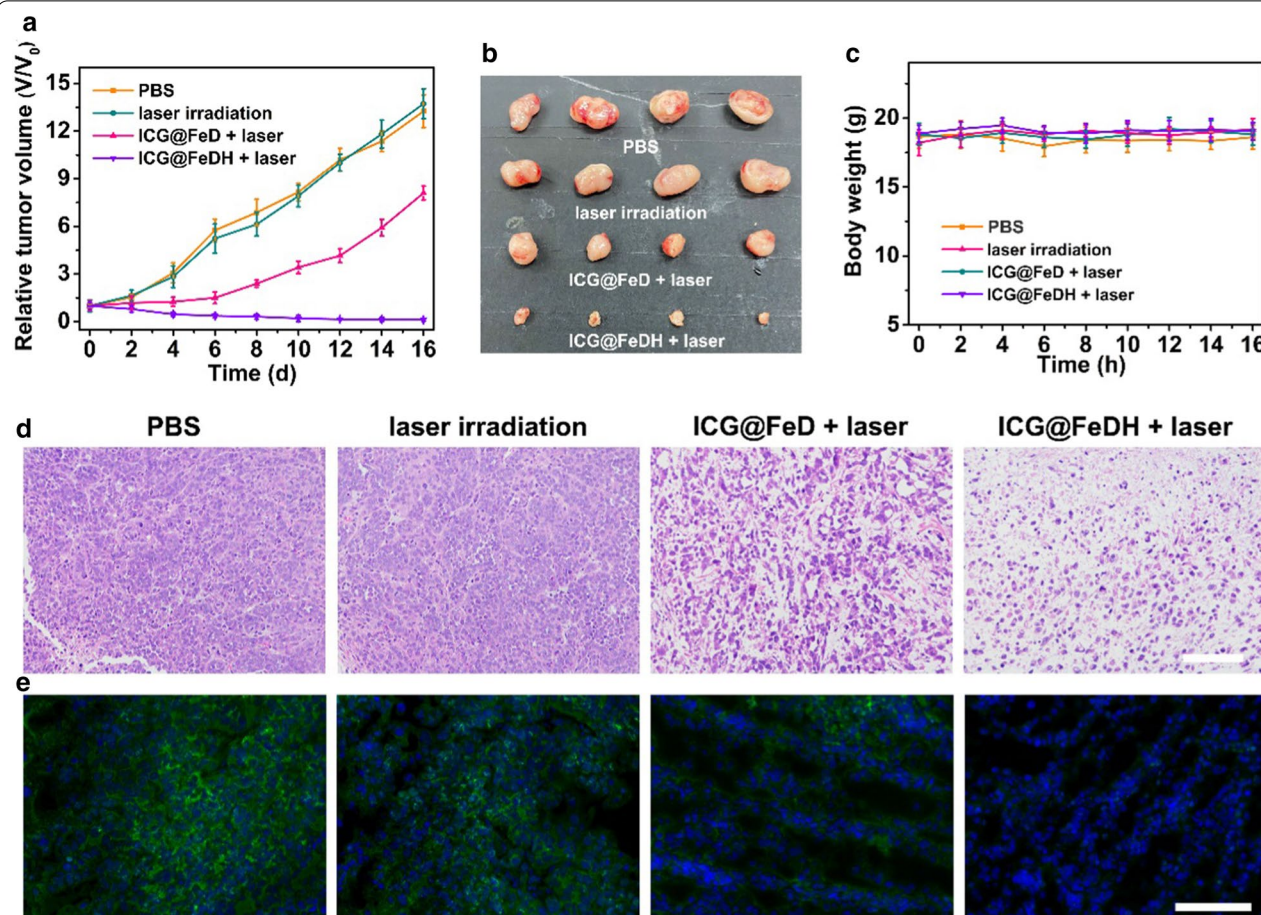 a
Relative tumor volume (V/V₀)
15
12
9
6
3
0
PBS
laser irradiation
ICG@FeD + laser
ICG@FeDH + laser
0 2 4 6 8 10 12 14 16
Time (d)
b
PBS
laser irradiation
ICG@FeD + laser
ICG@FeDH + laser
c
Body weight (g)
20
15
10
5
PBS
laser irradiation
ICG@FeD + laser
ICG@FeDH + laser
0 2 4 6 8 10 12 14 16
Time (h)
d
PBS laser irradiation ICG@FeD + laser ICG@FeDH + laser
e